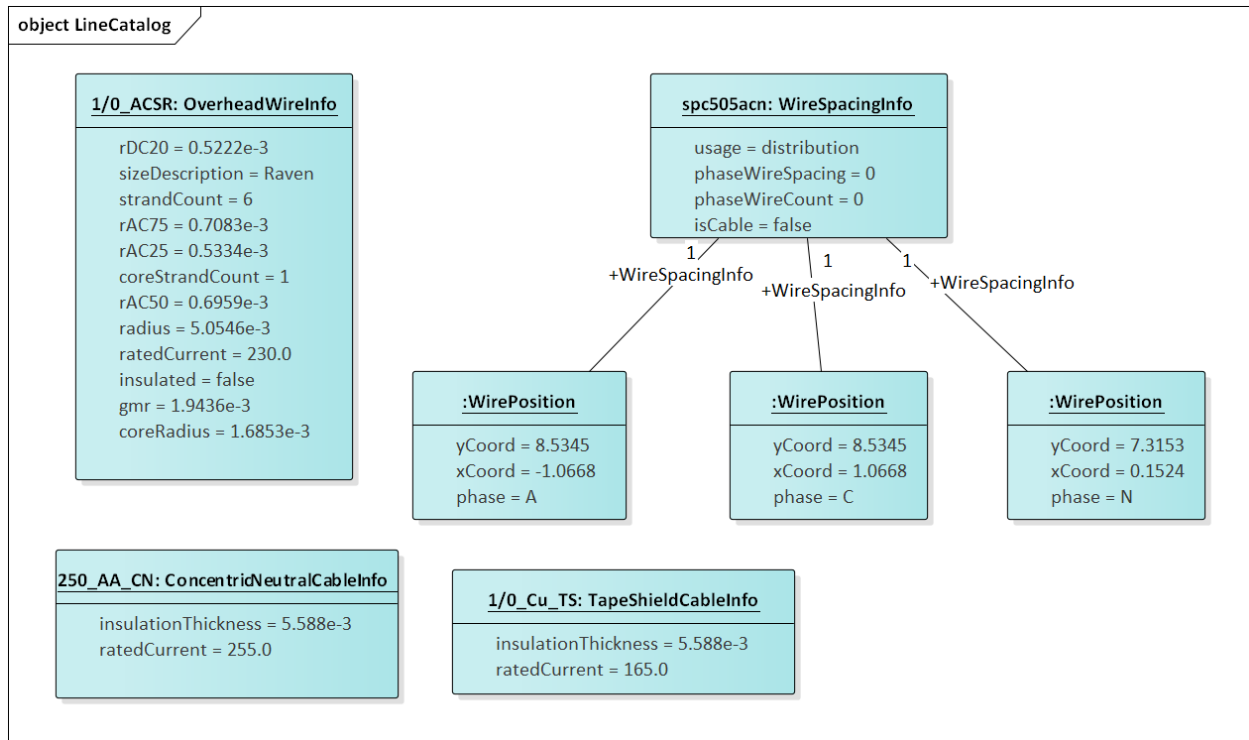 object LineCatalog
1/0_ACSR: OverheadWireInfo
rDC20 = 0.5222e-3
sizeDescription = Raven
strandCount = 6
rAC75 = 0.7083e-3
rAC25 = 0.5334e-3
coreStrandCount = 1
rAC50 = 0.6959e-3
radius = 5.0546e-3
ratedCurrent = 230.0
insulated = false
gmr = 1.9436e-3
coreRadius = 1.6853e-3
spc505acn: WireSpacingInfo
usage = distribution
phaseWireSpacing = 0
phaseWireCount = 0
isCable = false
1
+WireSpacingInfo
1
+WireSpacingInfo
1
+WireSpacingInfo
:WirePosition
yCoord = 8.5345
xCoord = -1.0668
phase = A
:WirePosition
yCoord = 8.5345
xCoord = 1.0668
phase = C
:WirePosition
yCoord = 7.3153
xCoord = 0.1524
phase = N
250_AA_CN: ConcentricNeutralCableInfo
insulationThickness = 5.588e-3
ratedCurrent = 255.0
1/0_Cu_TS: TapeShieldCableInfo
insulationThickness = 5.588e-3
ratedCurrent = 165.0